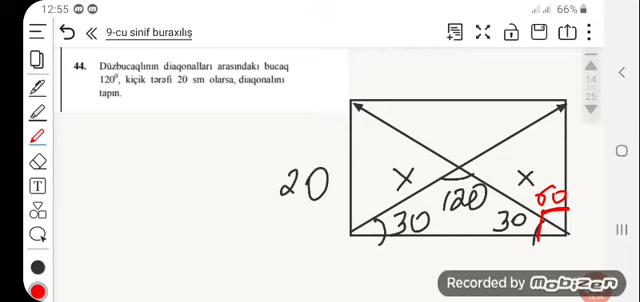 12:55 66%
9-cu sinif buraxılış
44. Düzbucaqlının diaqonalları arasındakı bucaq
120⁰, kiçik tərəfi 20 sm olarsa, diaqonalını
tapın.
14
25
20 x x
60
30 120 30
T
Recorded by mobizen